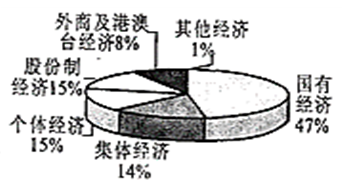 外商及港澳
台经济8%
其他经济
1%
股份制
经济15%
国有
经济
47%
个体经济
15%
集体经济
14%